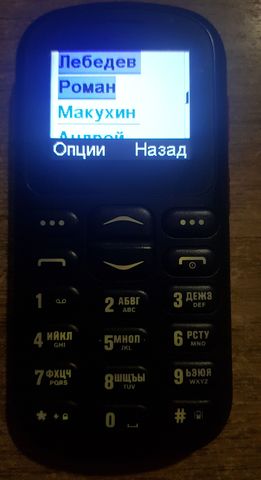 Лебедев
Роман
Макухин
Андрей
Опции Назад
1 2 АБВГ ABC 3 ДЕЖЗ DEF
4 ИЙКЛ GHI 5 МНОП JKL 6 РСТУ MNO
7 ФХЦЧ PQRS 8 ШЩЪЫ TUV 9 ЬЭЮЯ WXYZ
* 0 #